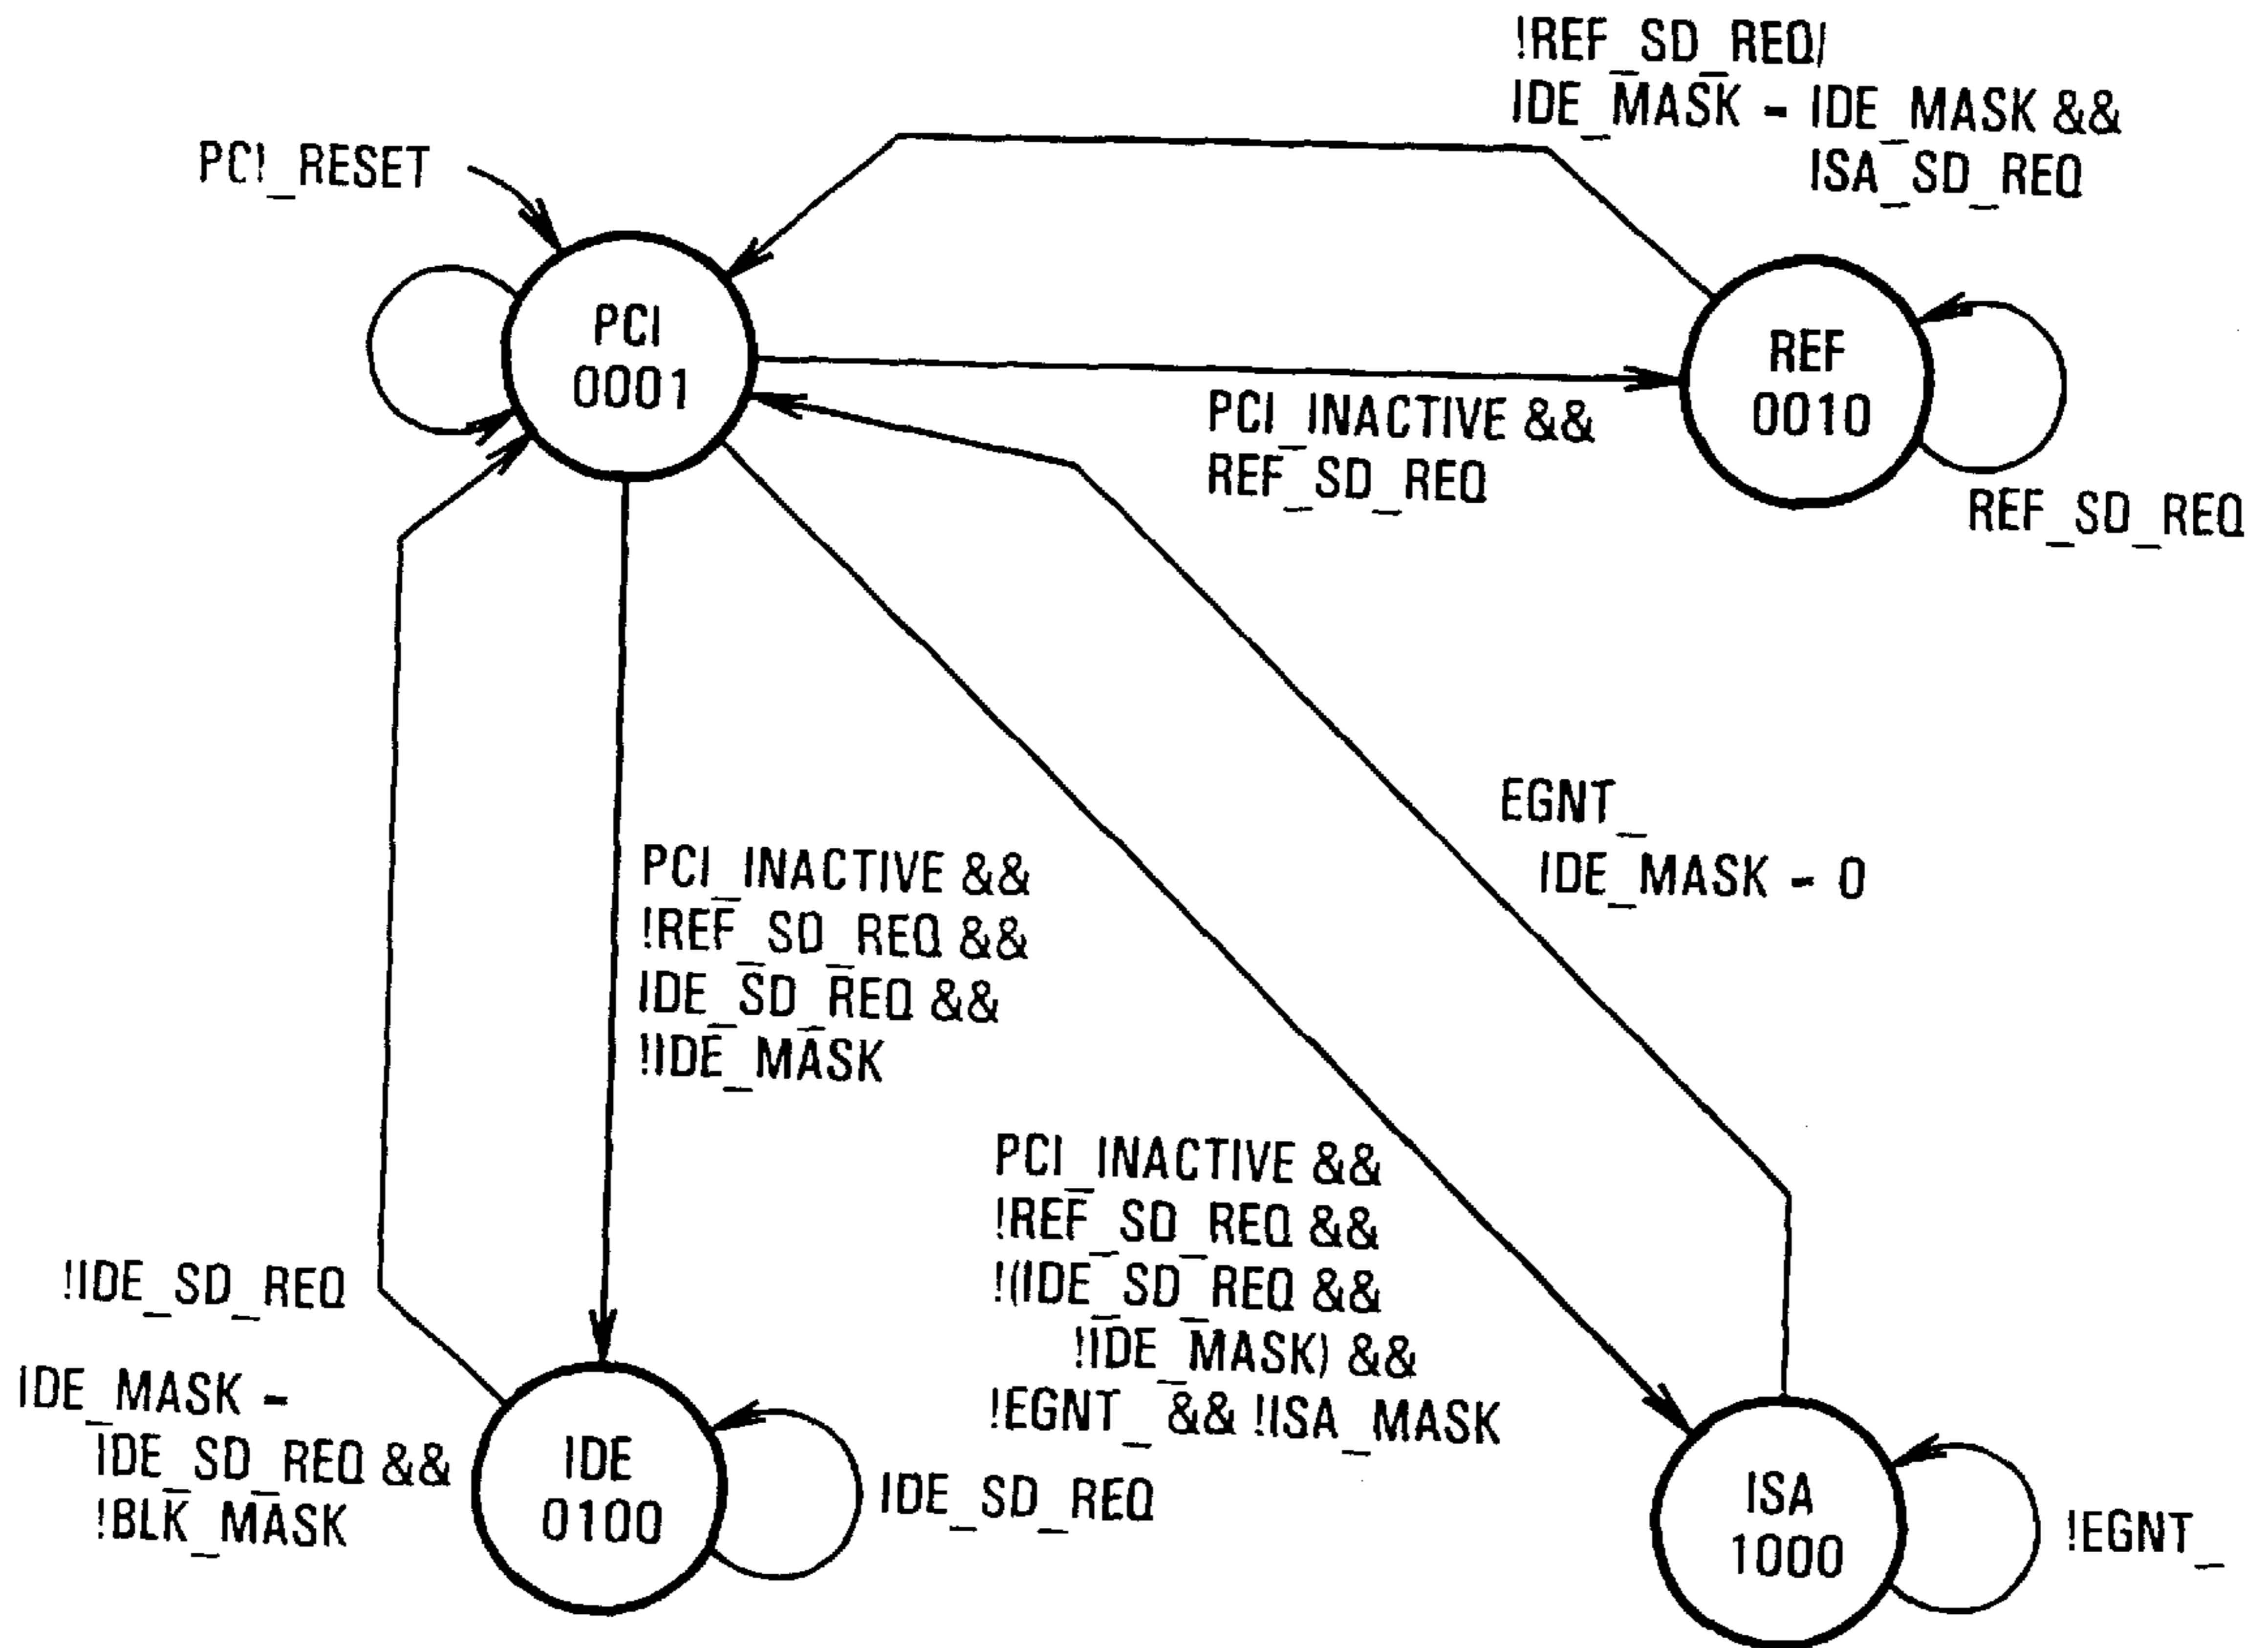 !REF_SD_REQ/
IDE_MASK = IDE_MASK &&
ISA_SD_REQ
PCI_RESET
PCI
0001
REF
0010
PCI_INACTIVE &&
REF_SD_REQ
REF_SD_REQ
EGNT_
IDE_MASK = 0
PCI_INACTIVE &&
!REF_SD_REQ &&
IDE_SD_REQ &&
!IDE_MASK
PCI_INACTIVE &&
!REF_SD_REQ &&
!(IDE_SD_REQ &&
!IDE_MASK) &&
!EGNT_ && !ISA_MASK
!IDE_SD_REQ
IDE_MASK =
IDE_SD_REQ &&
!BLK_MASK
IDE
0100
IDE_SD_REQ
ISA
1000
!EGNT_